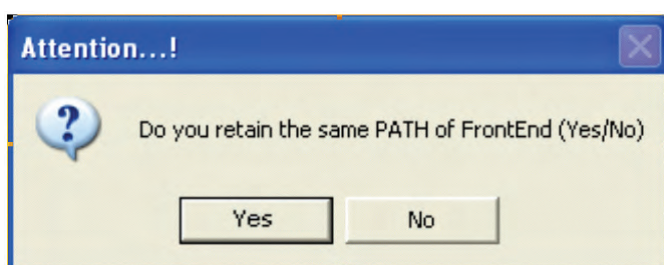 Attention...!
?
Do you retain the same PATH of FrontEnd (Yes/No)
Yes
No